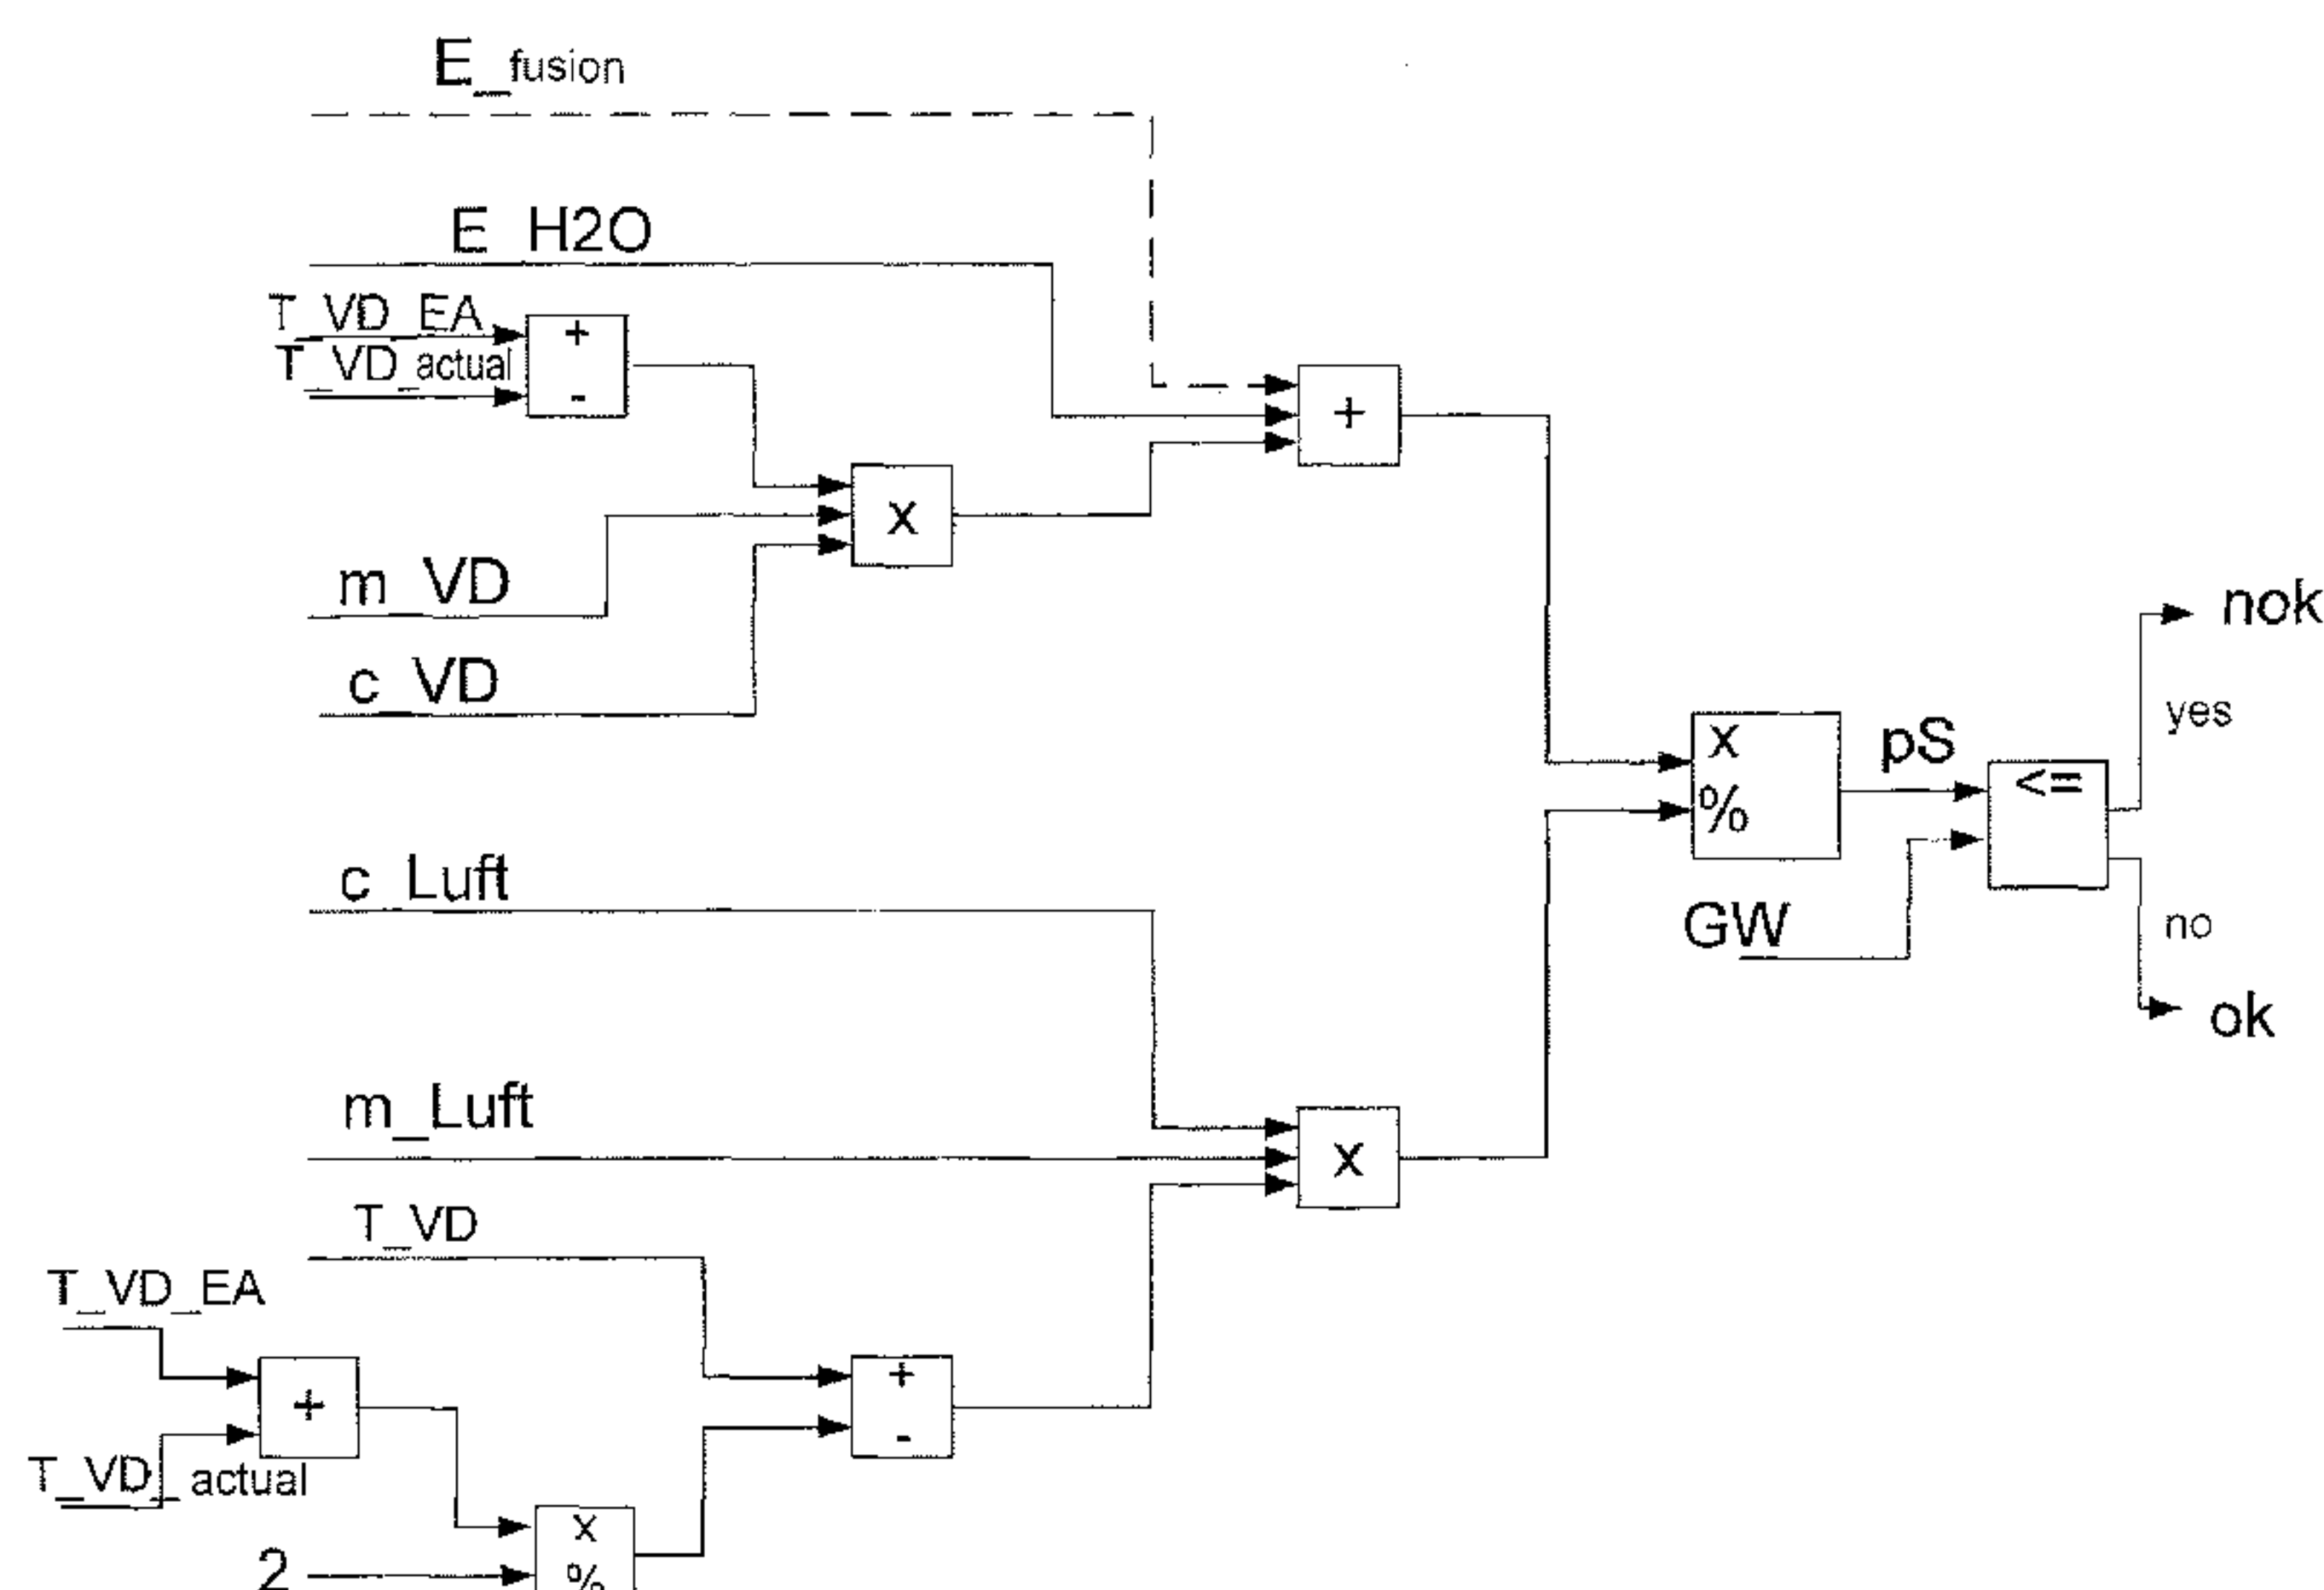 E_fusion
E_H2O
T_VD_EA
+
T_VD_actual
-
+
x
m_VD
c_VD
nok
yes
x
%
pS
<=
c_Luft
GW
no
ok
m_Luft
x
T_VD
T_VD_EA
+
+
-
T_VD_actual
x
2
%